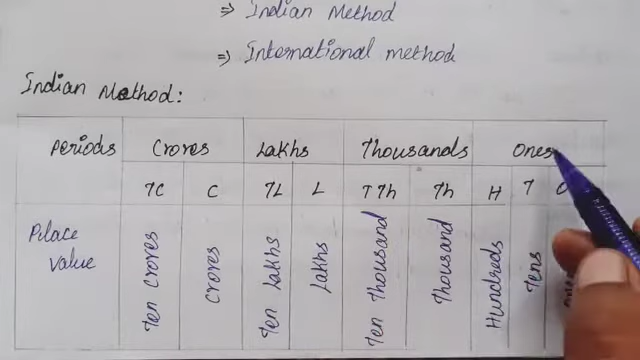 ⇒ Indian Method
⇒ International method
Indian Method:
Periods Crores Lakhs Thousands Ones
TC C TL L TTh Th H T O
Pilace value Ten Crores Crores Ten Lakhs Lakhs Ten Thousand Thousand Hundreds Tens